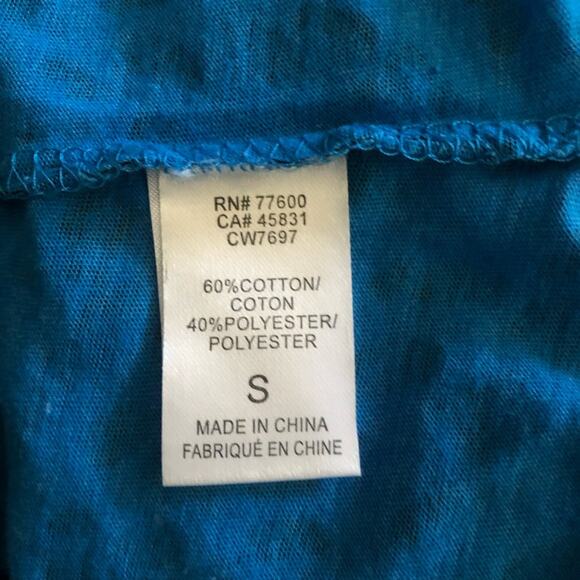 RN# 77600
CA# 45831
CW7697
60%COTTON/
COTON
40%POLYESTER/
POLYESTER
S
MADE IN CHINA
FABRIQUÉ EN CHINE